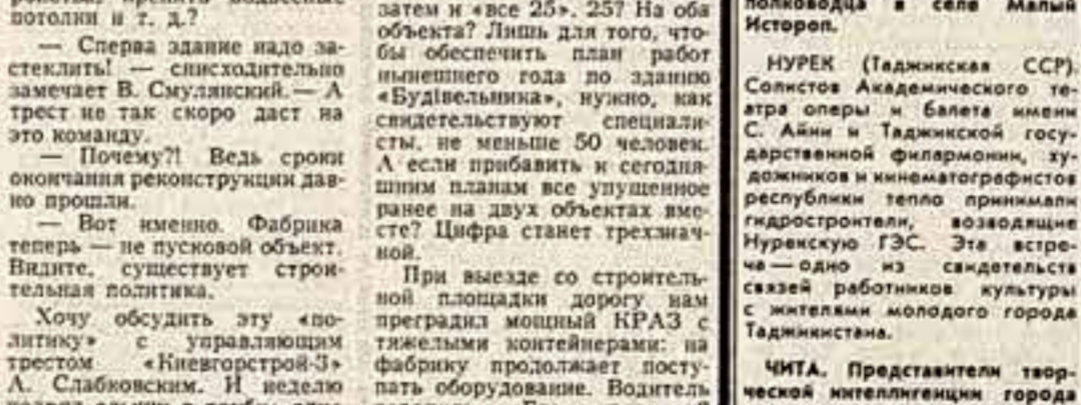 потолки и т. д.?
— Сперва здание надо за-
стеклить! — снисходительно
замечает В. Смулянский. — А
трест не так скоро даст на
это команду.
— Почему?! Ведь сроки
окончания реконструкции дав-
но прошли.
— Вот именно. Фабрика
теперь — не пусковой объект.
Видите, существует строи-
тельная политика.
Хочу обсудить эту «по-
литику» с управляющим
трестом «Киевгорстрой-3»
А. Слабковским. И неделю
затем и «все 25». 25? На оба
объекта? Лишь для того, что-
бы обеспечить план работ
нынешнего года по зданию
«Будівельника», нужно, как
свидетельствуют специали-
сты, не меньше 50 человек.
А если прибавить к сегодня-
шним планам все упущенное
ранее на двух объектах вме-
сте? Цифра станет трехзнач-
ной.
При выезде со строитель-
ной площадки дорогу нам
преградил мощный КРАЗ с
тяжелыми контейнерами: на
фабрику продолжает посту-
пать оборудование. Водитель
полководца в селе Малый
Истороп.
НУРЕК (Таджикская ССР).
Солистов Академического те-
атра оперы и балета имени
С. Айни и Таджикской госу-
дарственной филармонии, ху-
дожников и кинематографистов
республики тепло принимали
гидростроители, возводящие
Нурекскую ГЭС. Эта встре-
ча — одно из свидетельств
связей работников культуры
с жителями молодого города
Таджикистана.
ЧИТА. Представители твор-
ческой интеллигенции города